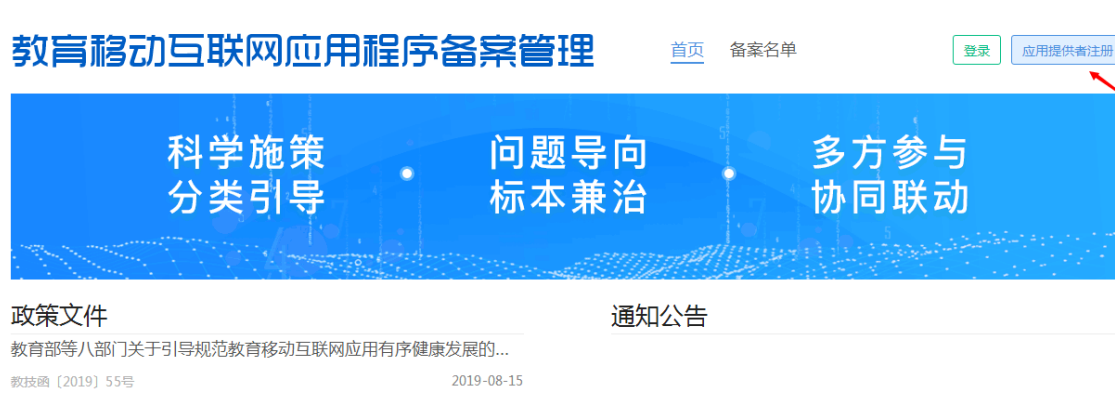 教育移动互联网应用程序备案管理
首页 备案名单 登录 应用提供者注册
科学施策 问题导向 多方参与
分类引导 标本兼治 协同联动
政策文件 通知公告
教育部等八部门关于引导规范教育移动互联网应用有序健康发展的...
教技函〔2019〕55号 2019-08-15